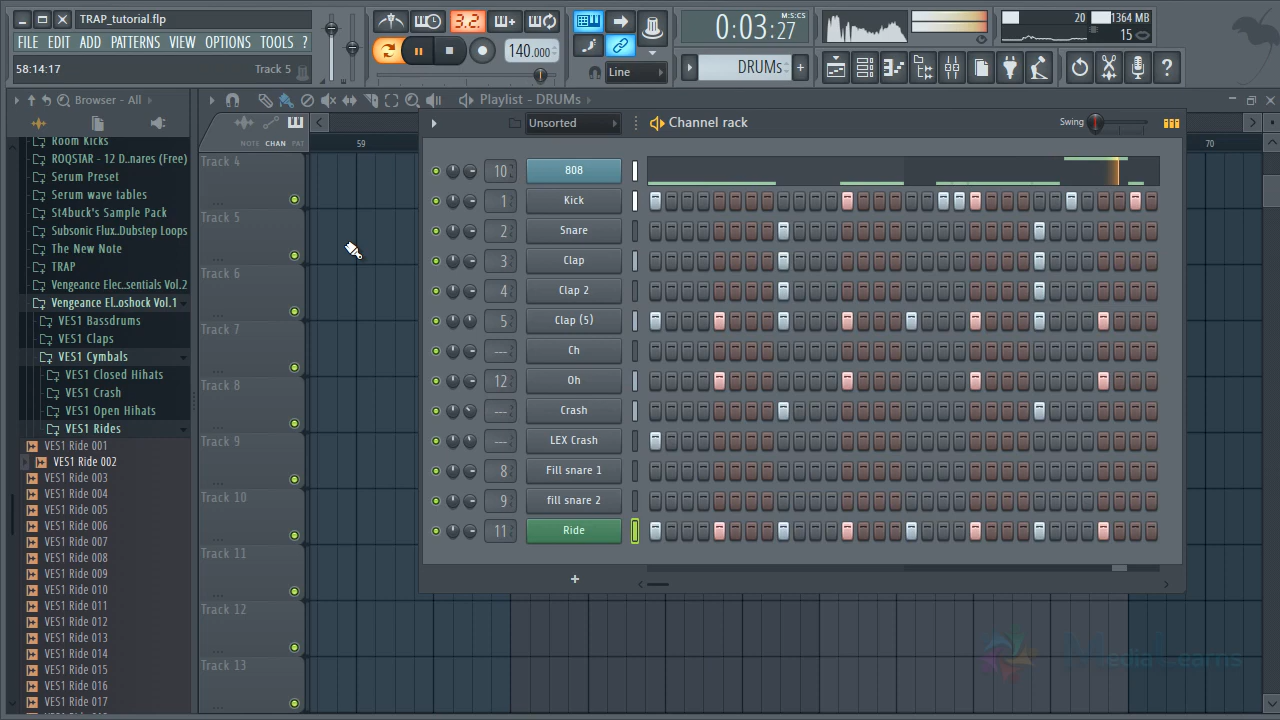 TRAP_tutorial.flp
FILE EDIT ADD PATTERNS VIEW OPTIONS TOOLS ?
58:14:17 Track 5
3.2
140.000
Line
0:03:27 M:S:CS
DRUMs
20 1364 MB
15
Browser - All
Playlist - DRUMs
Room Kicks
ROQSTAR - 12 D..nares (Free)
Serum Preset
Serum wave tables
St4buck's Sample Pack
Subsonic Flux..Dubstep Loops
The New Note
TRAP
Vengeance Elec..sentials Vol.2
Vengeance El..oshock Vol.1
VES1 Bassdrums
VES1 Claps
VES1 Cymbals
VES1 Closed Hihats
VES1 Crash
VES1 Open Hihats
VES1 Rides
VES1 Ride 001
VES1 Ride 002
VES1 Ride 003
VES1 Ride 004
VES1 Ride 005
VES1 Ride 006
VES1 Ride 007
VES1 Ride 008
VES1 Ride 009
VES1 Ride 010
VES1 Ride 011
VES1 Ride 012
VES1 Ride 013
VES1 Ride 014
VES1 Ride 015
VES1 Ride 016
VES1 Ride 017
NOTE CHAN PAT
59
70
Track 4
Track 5
Track 6
Track 7
Track 8
Track 9
Track 10
Track 11
Track 12
Track 13
Unsorted
Channel rack
Swing
10 808
1 Kick
2 Snare
3 Clap
4 Clap 2
5 Clap (5)
--- Ch
12 Oh
--- Crash
--- LEX Crash
8 Fill snare 1
9 fill snare 2
11 Ride
+
MediaLearns